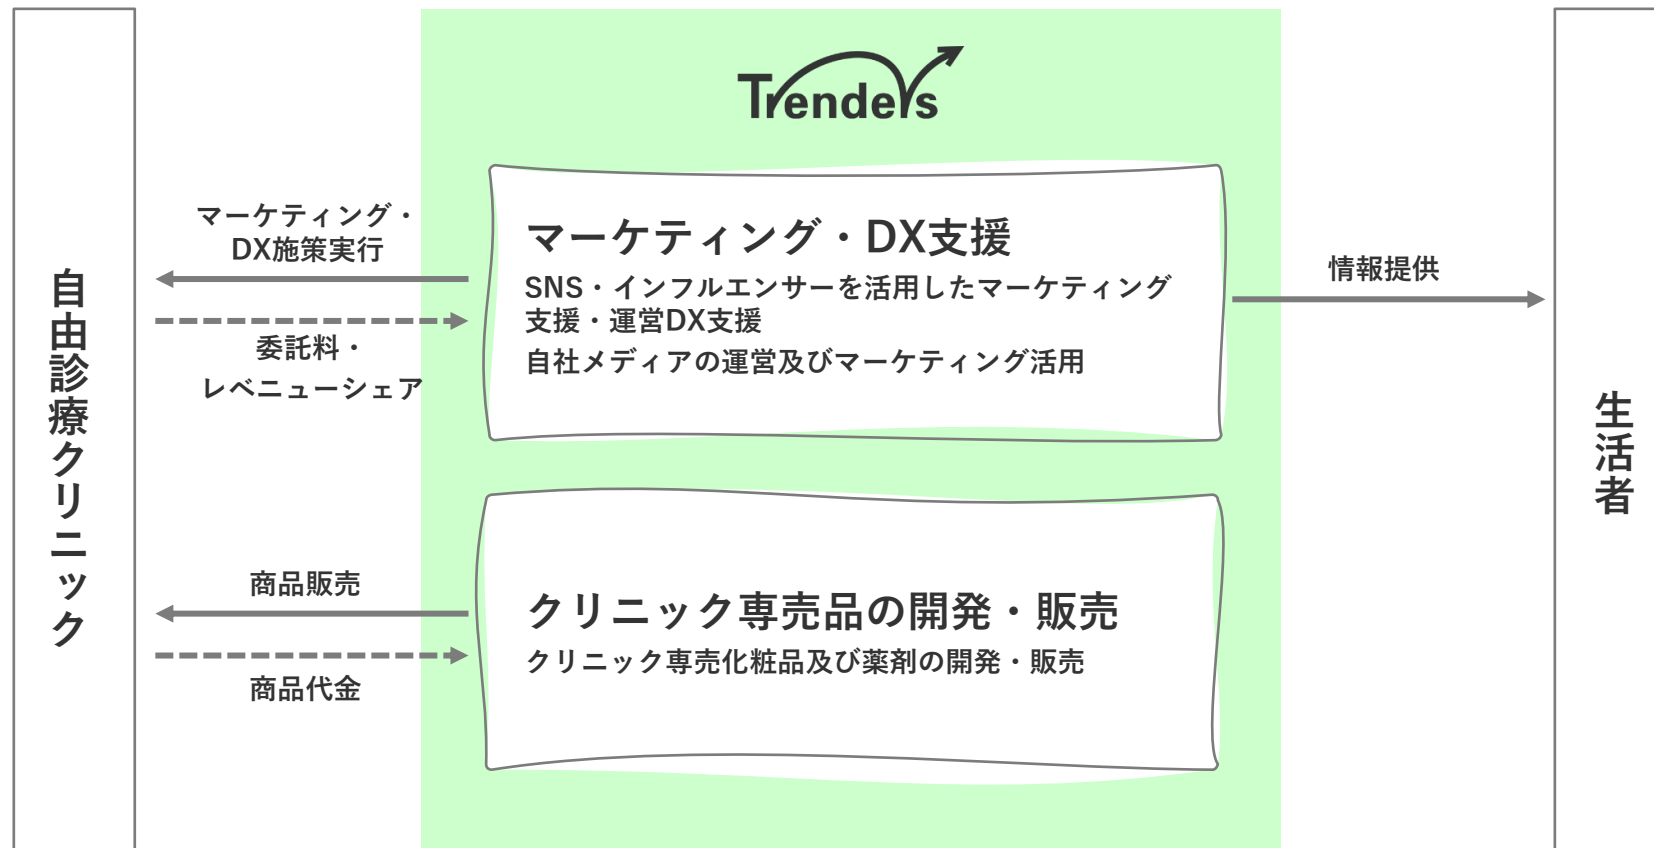 Trenders
自由診療クリニック
マーケティング・
DX施策実行
委託料・
レベニューシェア
マーケティング・DX支援
SNS・インフルエンサーを活用したマーケティング
支援・運営DX支援
自社メディアの運営及びマーケティング活用
情報提供
生活者
商品販売
商品代金
クリニック専売品の開発・販売
クリニック専売化粧品及び薬剤の開発・販売